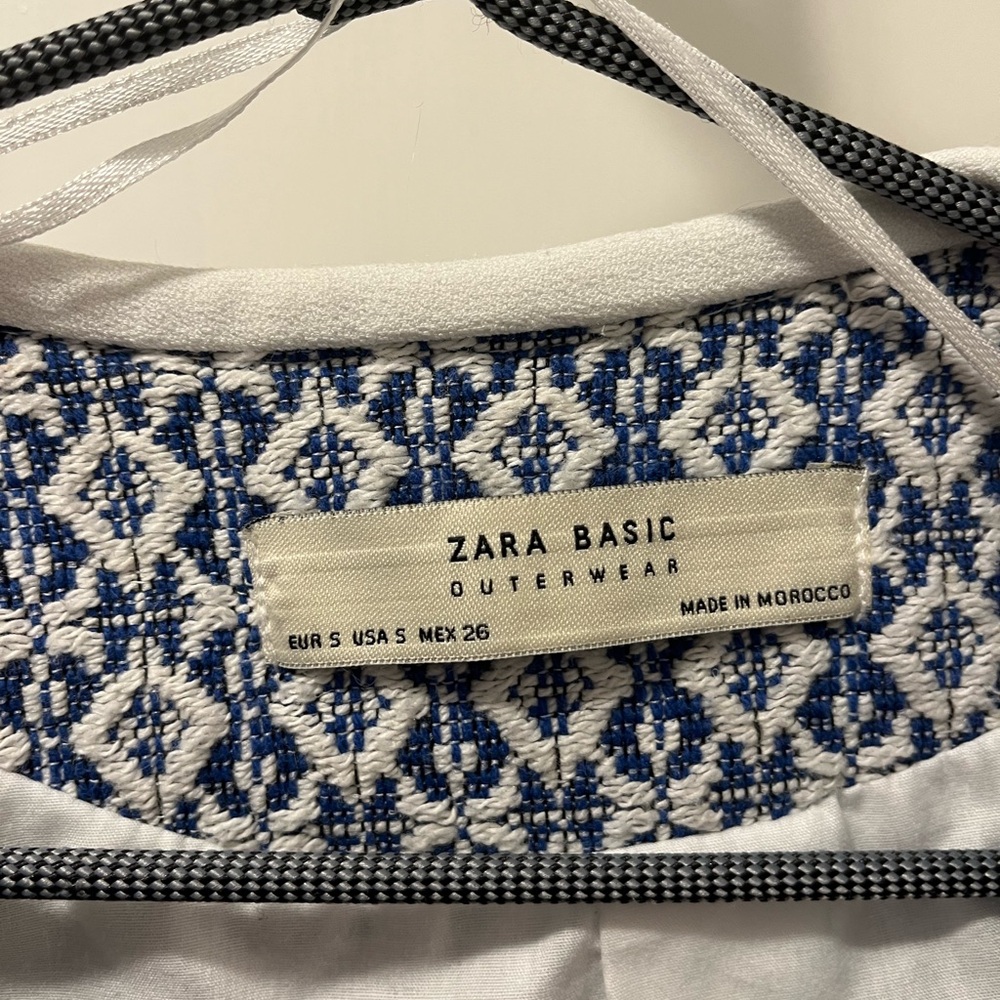 ZARA BASIC
OUTERWEAR
MADE IN MOROCCO
EUR S USA S MEX 26